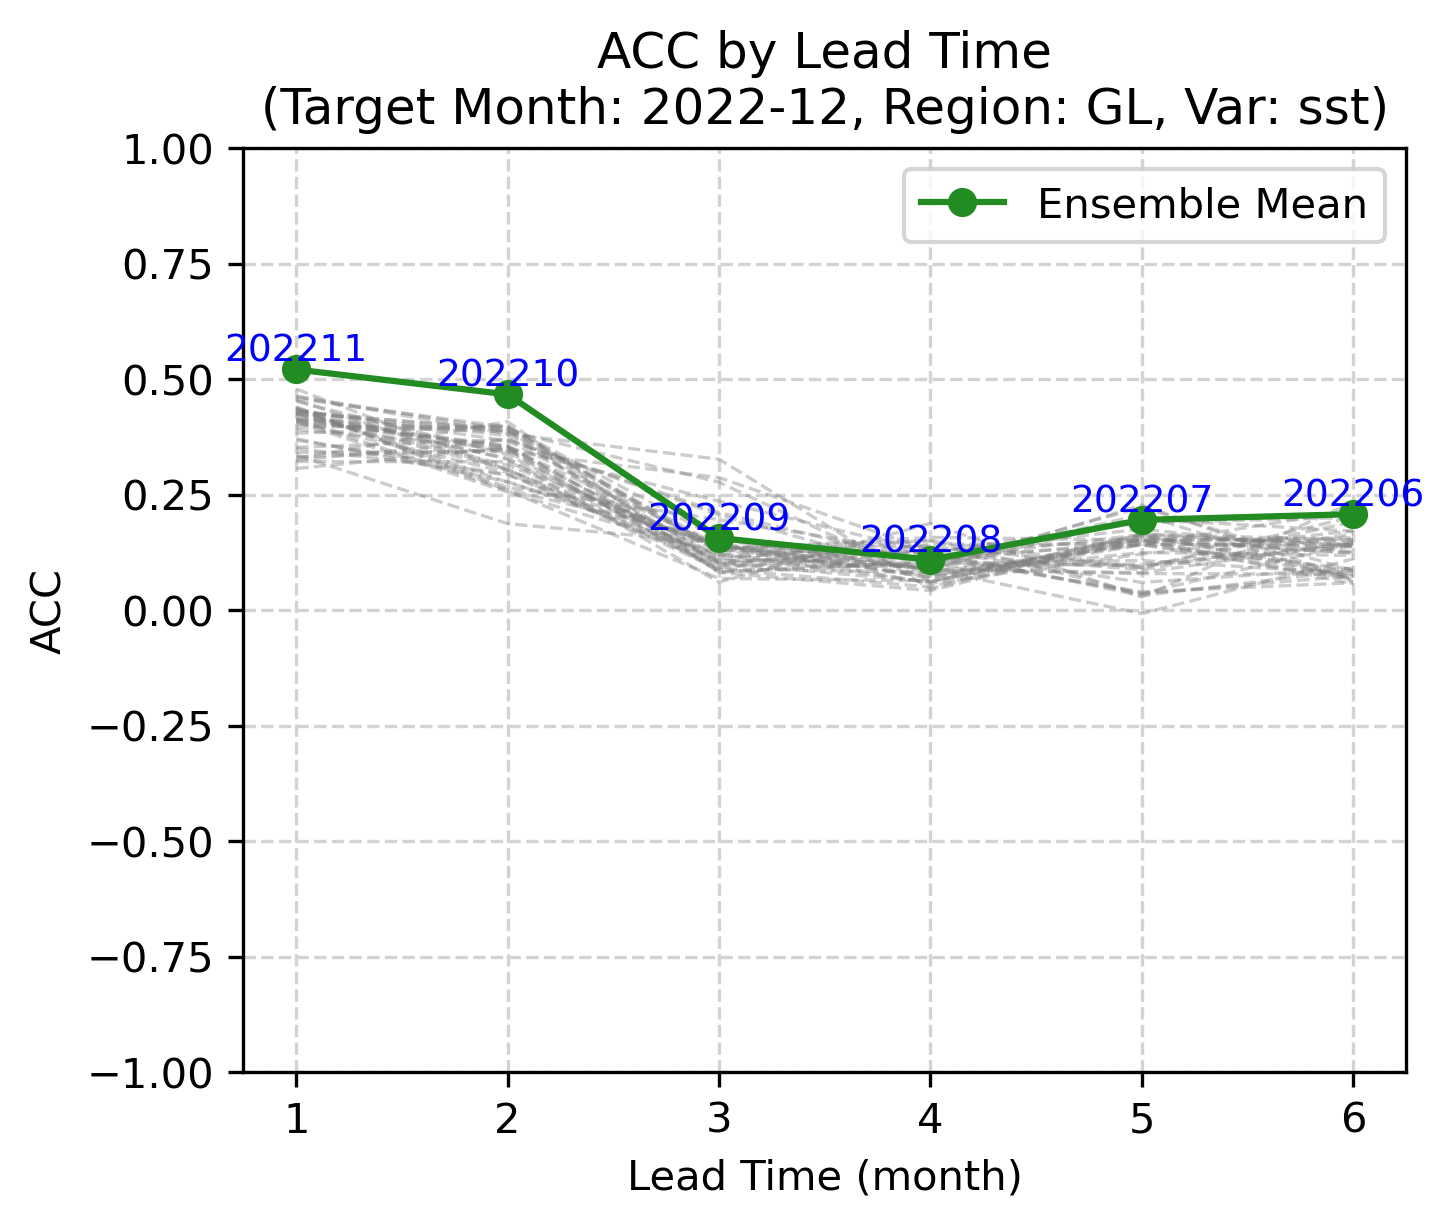 ACC by Lead Time
(Target Month: 2022-12, Region: GL, Var: sst)
1.00
0.75
0.50
0.25
0.00
−0.25
−0.50
−0.75
−1.00
ACC
Ensemble Mean
202211
202210
202209
202208
202207
202206
1 2 3 4 5 6
Lead Time (month)